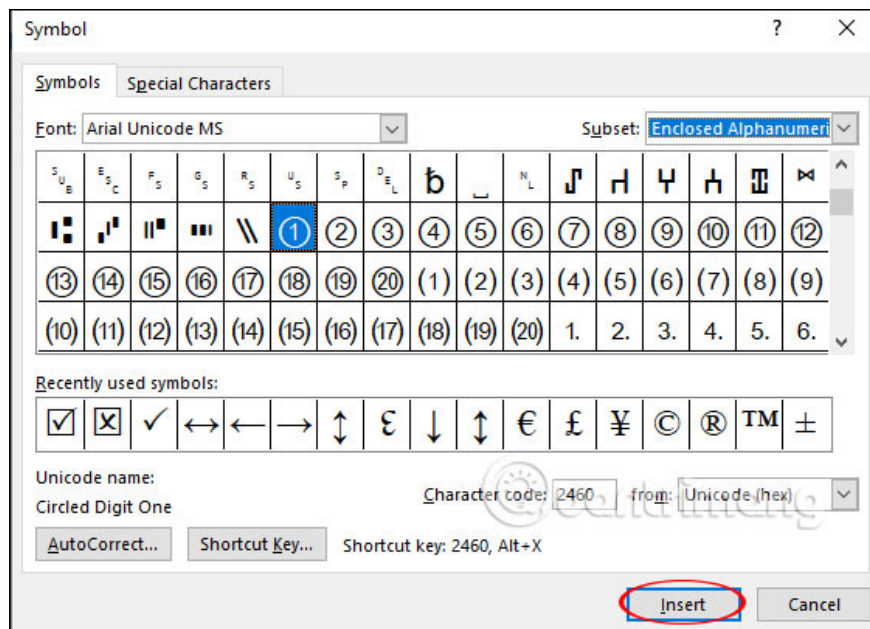 Symbol ? ×
Symbols Special Characters
Font: Arial Unicode MS Subset: Enclosed Alphanumeri
␚ ␛ ␜ ␝ ␞ ␟ ␠ ␡ ␢ ␣ ␤ ⑀ ⑁ ⑂ ⑃ ⑄ ⑅
⑆ ⑇ ⑈ ⑉ ⑊ ① ② ③ ④ ⑤ ⑥ ⑦ ⑧ ⑨ ⑩ ⑪ ⑫
⑬ ⑭ ⑮ ⑯ ⑰ ⑱ ⑲ ⑳ ⑴ ⑵ ⑶ ⑷ ⑸ ⑹ ⑺ ⑻ ⑼
⑽ ⑾ ⑿ ⒀ ⒁ ⒂ ⒃ ⒄ ⒅ ⒆ ⒇ 1. 2. 3. 4. 5. 6.
Recently used symbols:
☑ ☒ ✓ ↔ ← → ↕ ٤ ↓ ↕ € £ ¥ © ® ™ ±
Unicode name:
Circled Digit One
Character code: 2460 from: Unicode (hex)
AutoCorrect... Shortcut Key... Shortcut key: 2460, Alt+X
Insert Cancel